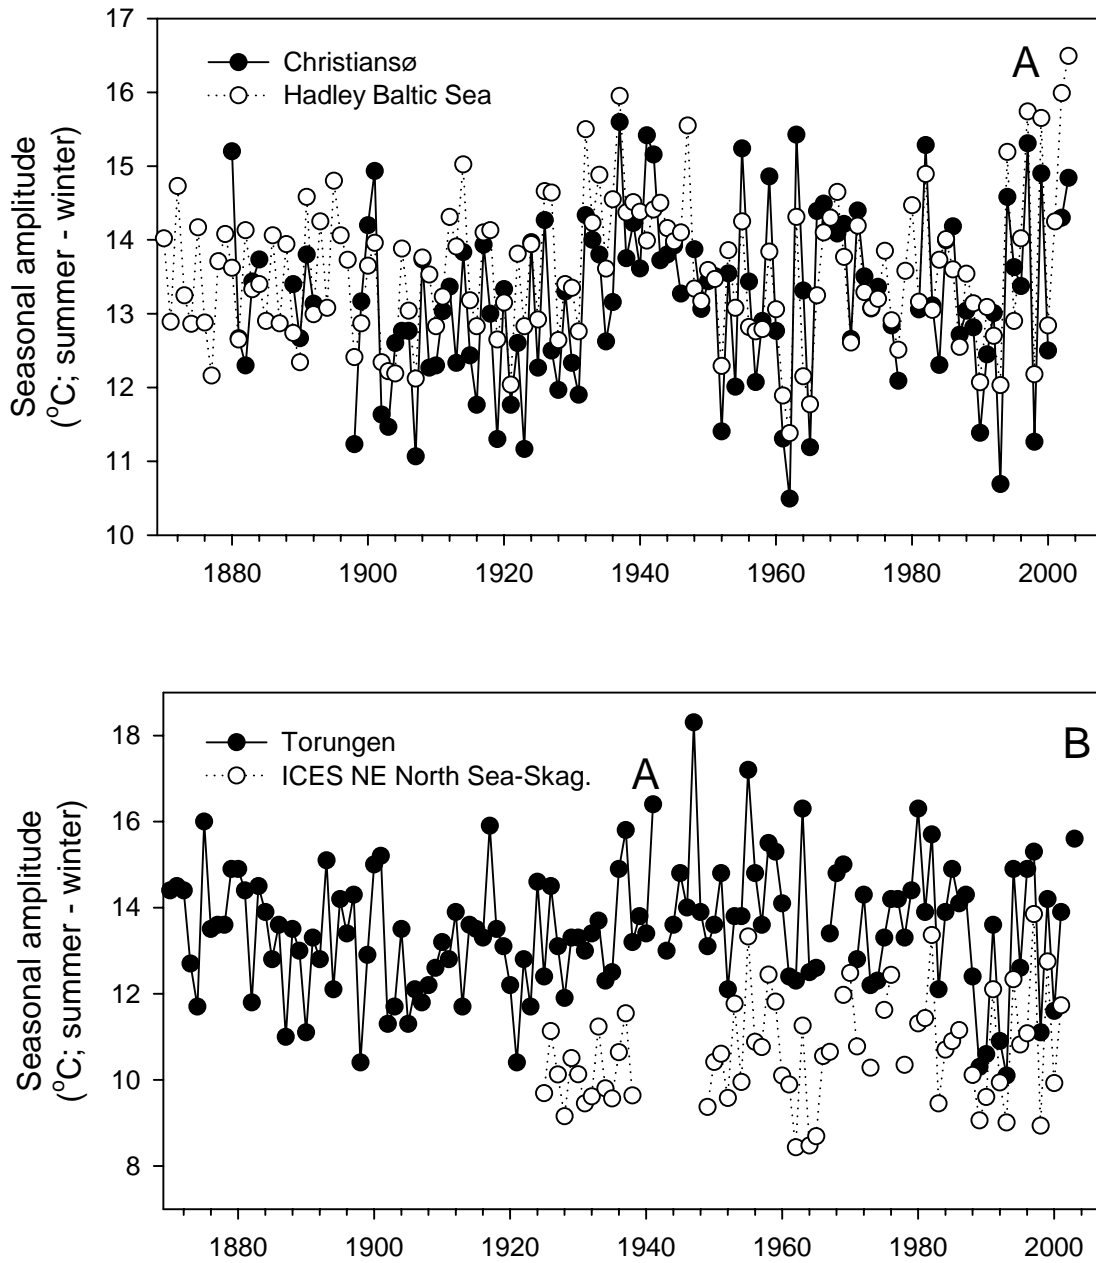 17
16
15
14
13
12
11
10
Seasonal amplitude
(°C; summer - winter)
Christiansø
Hadley Baltic Sea
A
1880 1900 1920 1940 1960 1980 2000
18
16
14
12
10
8
Seasonal amplitude
(°C; summer - winter)
Torungen
ICES NE North Sea-Skag.
A
B
1880 1900 1920 1940 1960 1980 2000